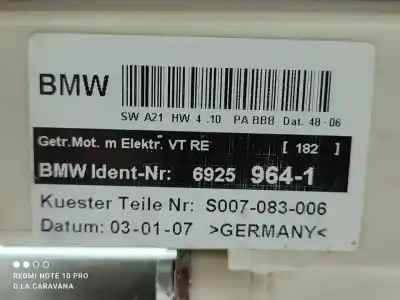 BMW
SW A21 HW 4.10 PA BBB Dat. 48-06
Getr.Mot. m Elektr. VT RE [ 182 ]
BMW Ident-Nr: 6925 964-1
Kuester Teile Nr: S007-083-006
Datum: 03-01-07 >GERMANY<
REDMI NOTE 10 PRO
D.LA.CARAVANA